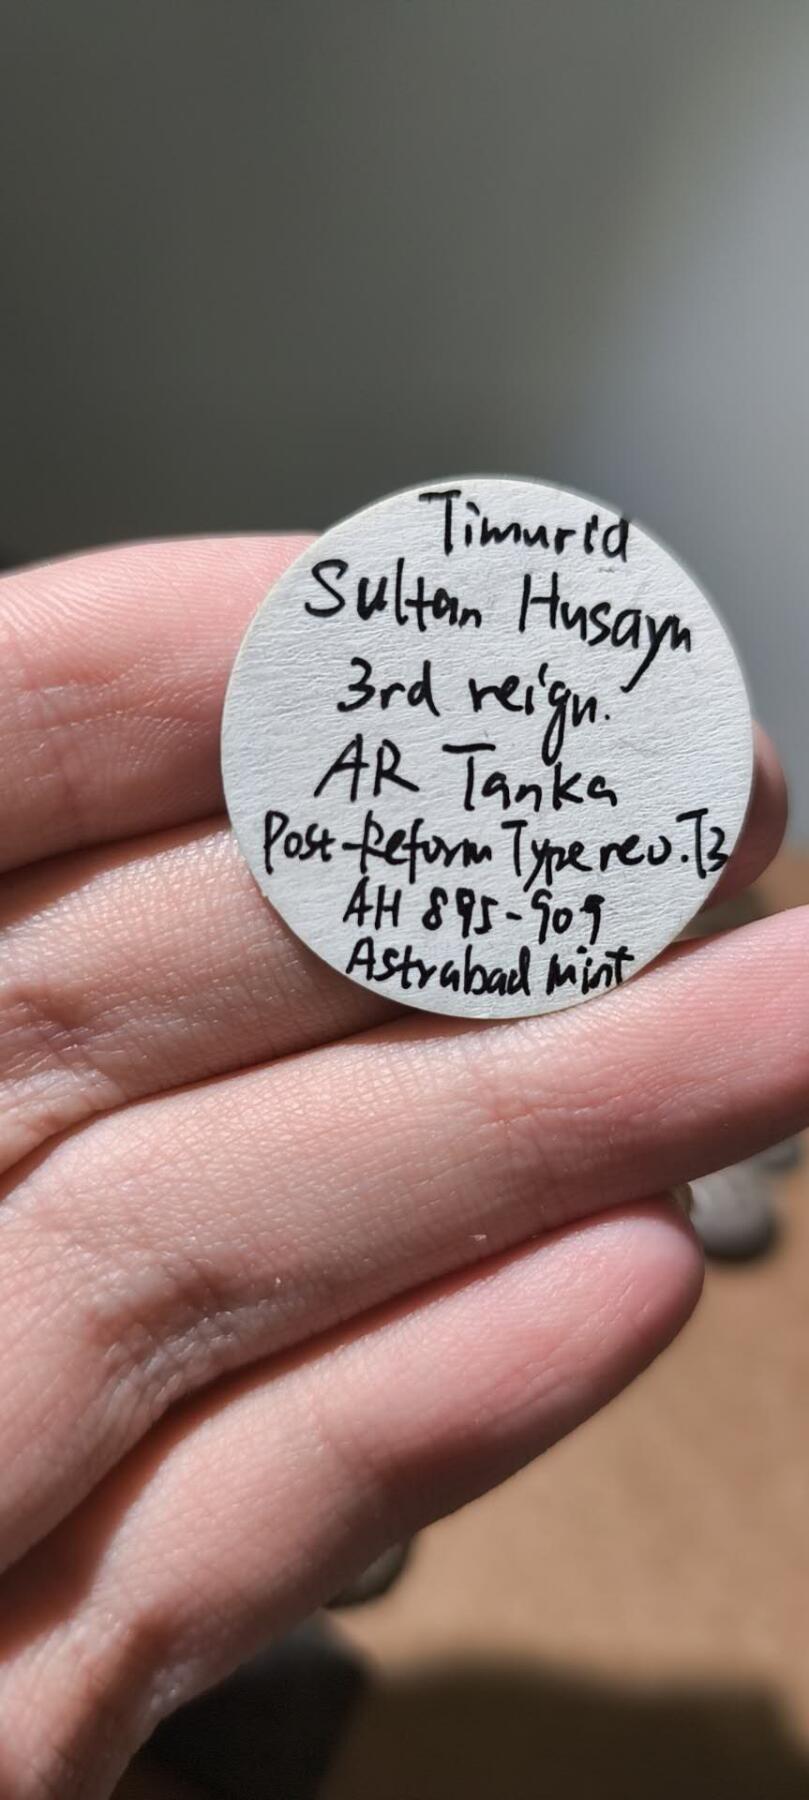 Timurid
Sultan Husayn
3rd reign.
AR Tanka
Post-Reform Type rev.T3
AH 895-909
Astrabad mint